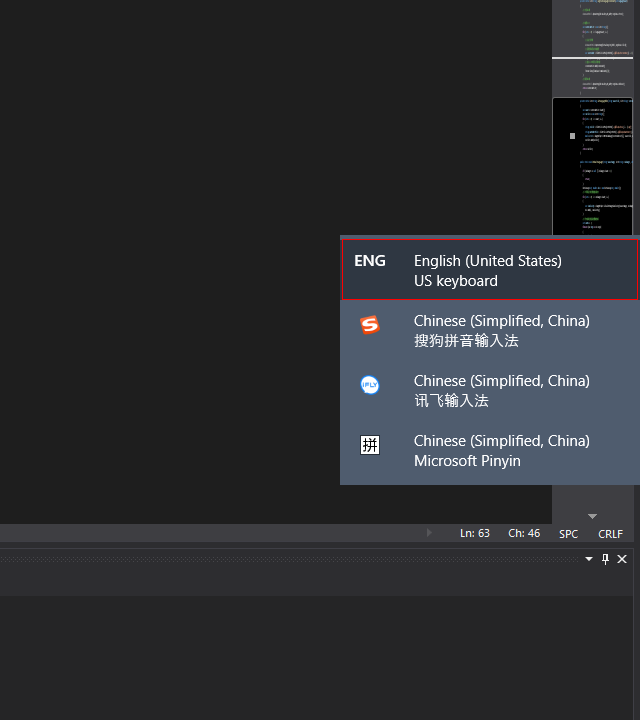 ENG
English (United States)
US keyboard
Chinese (Simplified, China)
搜狗拼音输入法
iFLY
Chinese (Simplified, China)
讯飞输入法
拼
Chinese (Simplified, China)
Microsoft Pinyin
Ln: 63 Ch: 46 SPC CRLF